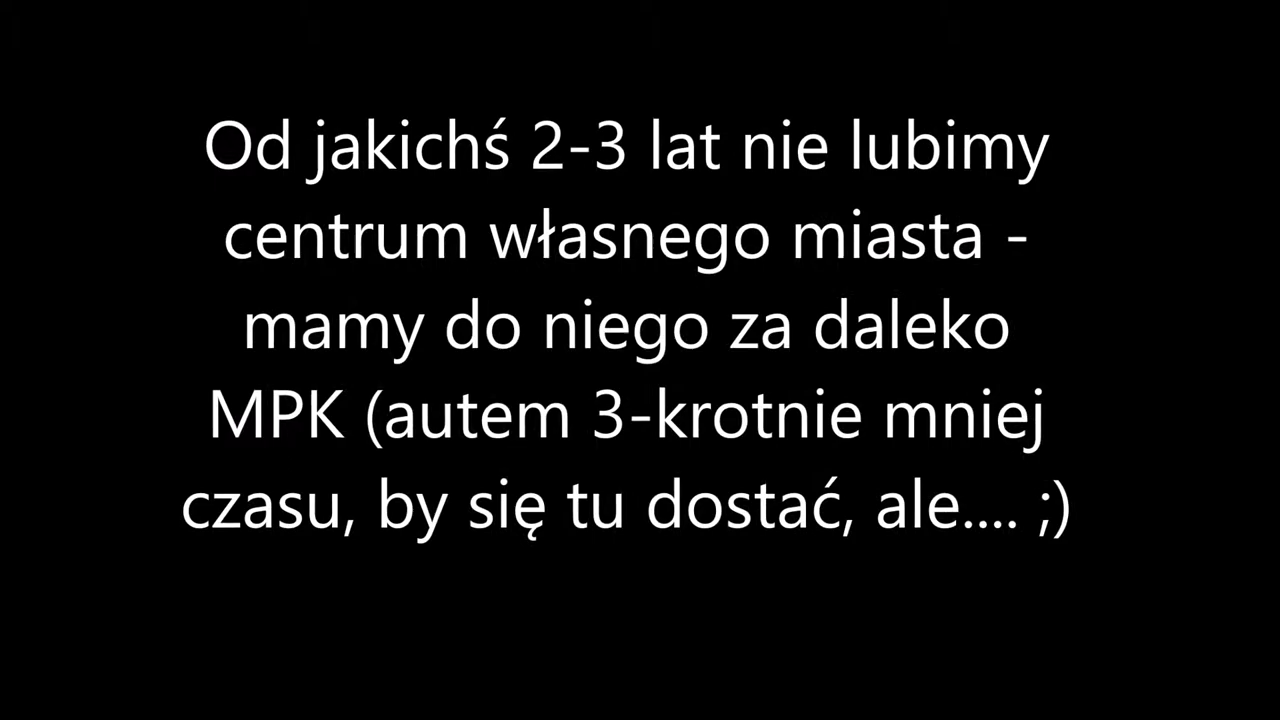 Od jakichś 2-3 lat nie lubimy
centrum własnego miasta -
mamy do niego za daleko
MPK (autem 3-krotnie mniej
czasu, by się tu dostać, ale.... ;)